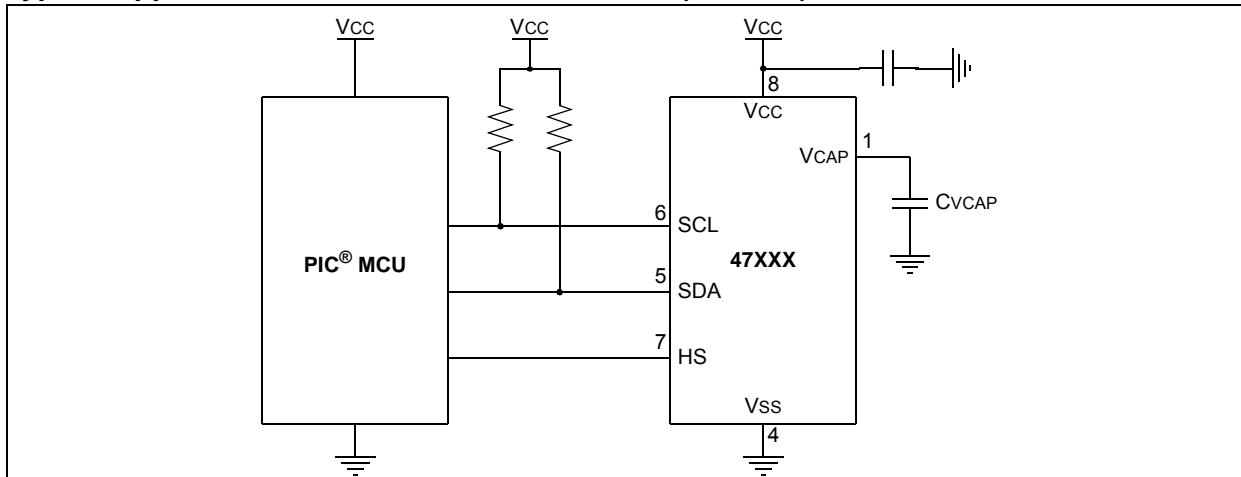 VCC
VCC
VCC
8
VCC
1
VCAP
CVCAP
6
SCL
PIC® MCU
47XXX
5
SDA
7
HS
VSS
4